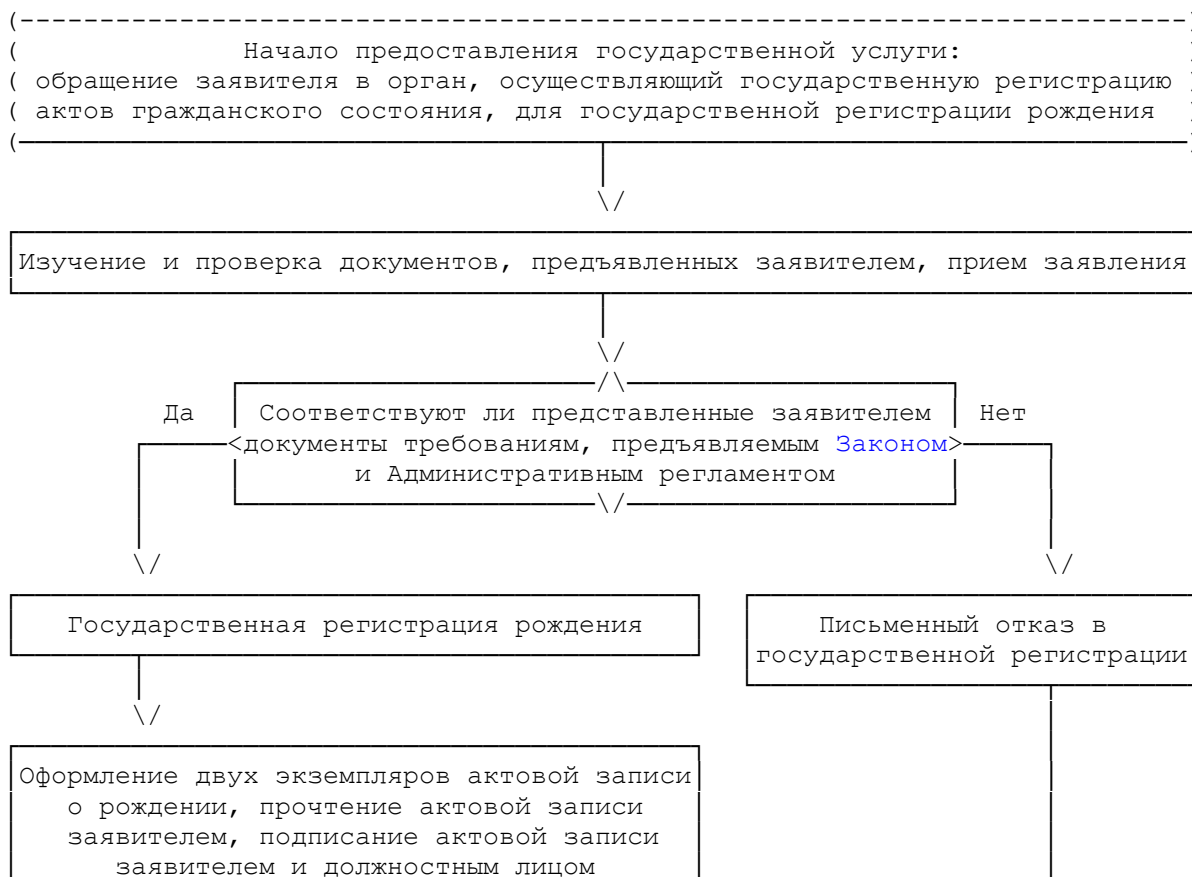 Начало предоставления государственной услуги:
обращение заявителя в орган, осуществляющий государственную регистрацию
актов гражданского состояния, для государственной регистрации рождения
Изучение и проверка документов, предъявленных заявителем, прием заявления
Да
Соответствуют ли представленные заявителем
Нет
документы требованиям, предъявляемым Законом
и Административным регламентом
Государственная регистрация рождения
Письменный отказ в
государственной регистрации
Оформление двух экземпляров актовой записи
о рождении, прочтение актовой записи
заявителем, подписание актовой записи
заявителем и должностным лицом